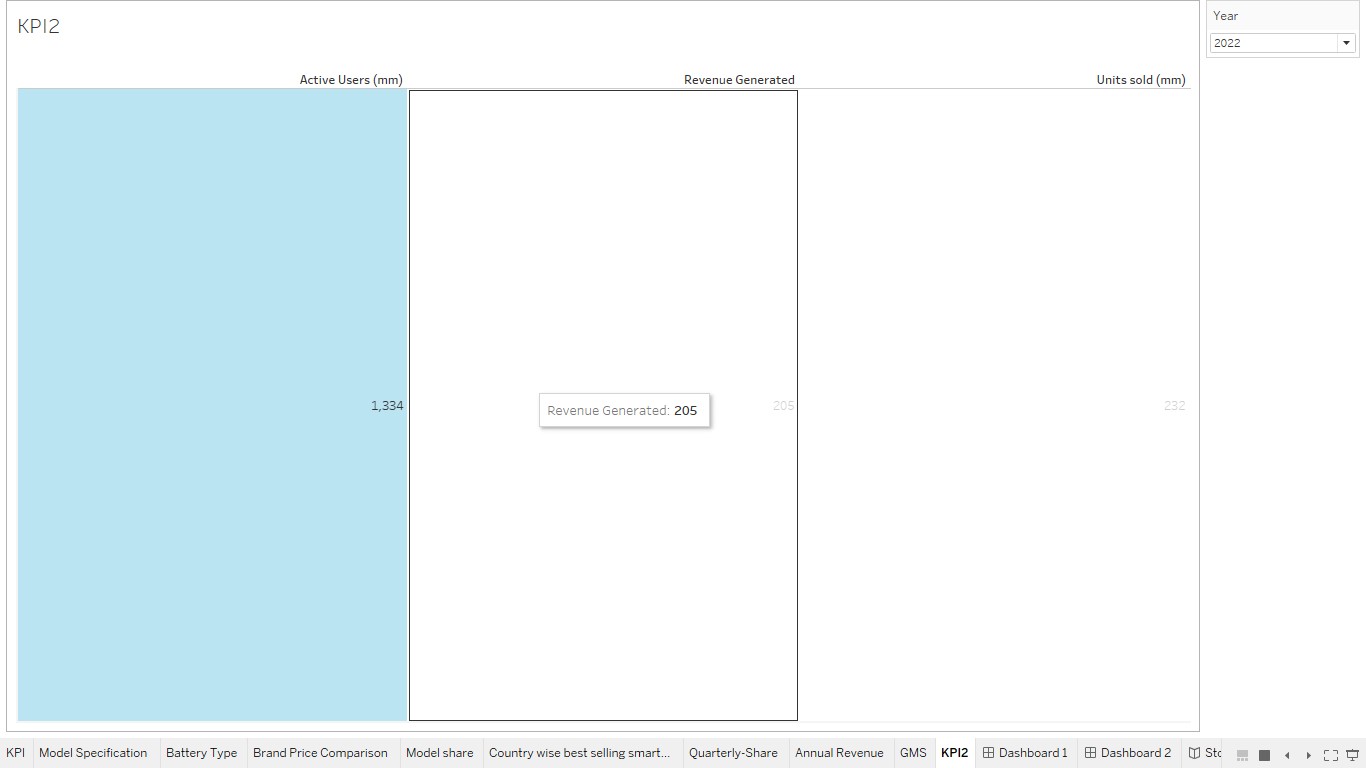 KPI2
Year
2022
Active Users (mm) Revenue Generated Units sold (mm)
1,334 205 232
Revenue Generated: 205
KPI Model Specification Battery Type Brand Price Comparison Model share Country wise best selling smart... Quarterly-Share Annual Revenue GMS KPI2 Dashboard 1 Dashboard 2 Sto